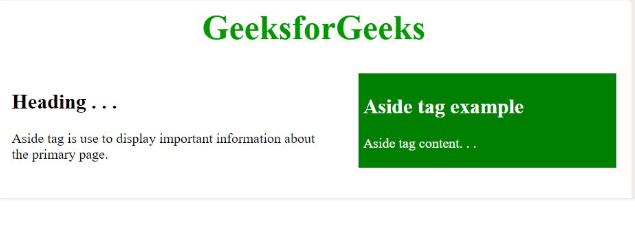 GeeksforGeeks
Heading . . .
Aside tag is use to display important information about
the primary page.
Aside tag example
Aside tag content. . .